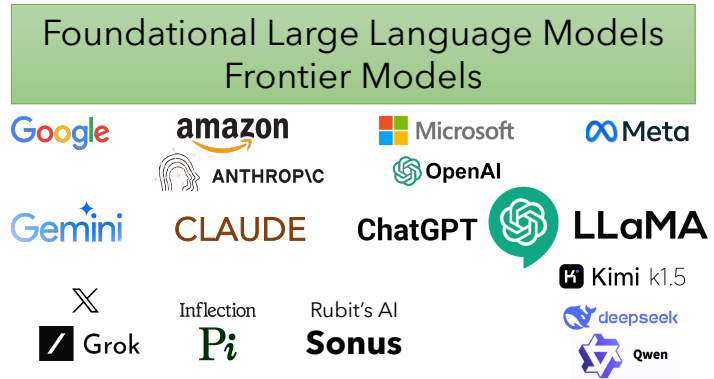 Foundational Large Language Models
Frontier Models
Google
amazon
Microsoft
Meta
ANTHROP\C
OpenAI
Gemini
CLAUDE
ChatGPT
LLaMA
Kimi k1.5
X
Inflection
Rubit's AI
deepseek
Grok
Pi
Sonus
Qwen